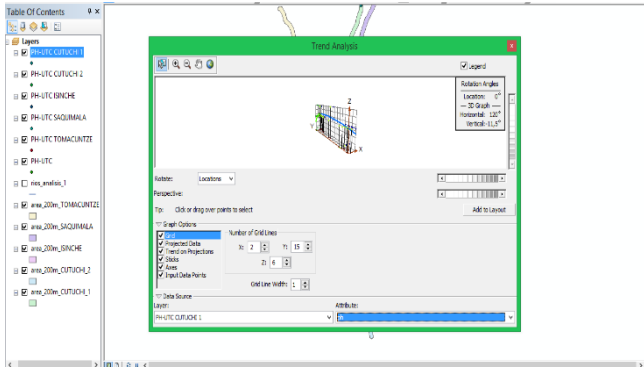 Table Of Contents
Layers
PH-UTC CUTUCHI 1
PH-UTC CUTUCHI 2
PH-UTC ISINCHE
PH-UTC SAQUIMALA
PH-UTC TOMACUNTZE
PH-UTC
rios_analisis_1
area_200m_TOMACUNTZE
area_200m_SAQUIMALA
area_200m_ISINCHE
area_200m_CUTUCHI_2
area_200m_CUTUCHI_1
Trend Analysis
Legend
Rotation Angles
Location: 0°
3D Graph
Horizontal: 120°
Vertical: -11,5°
Z
Y
X
Rotate: Locations
Perspective:
Tip: Click or drag over points to select
Add to Layout
Graph Options
Grid
Projected Data
Trend on Projections
Sticks
Axes
Input Data Points
Number of Grid Lines
X: 2 Y: 15
Z: 6
Grid Line Width: 1
Data Source
Layer: Attribute:
PH-UTC CUTUCHI 1